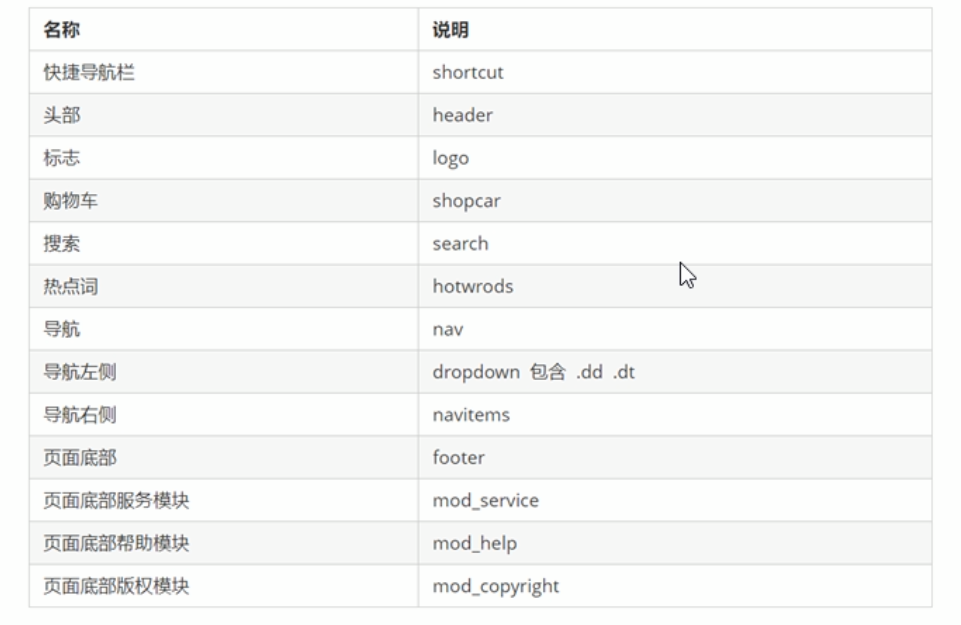 名称 说明
快捷导航栏 shortcut
头部 header
标志 logo
购物车 shopcar
搜索 search
热点词 hotwrods
导航 nav
导航左侧 dropdown 包含 .dd .dt
导航右侧 navitems
页面底部 footer
页面底部服务模块 mod_service
页面底部帮助模块 mod_help
页面底部版权模块 mod_copyright